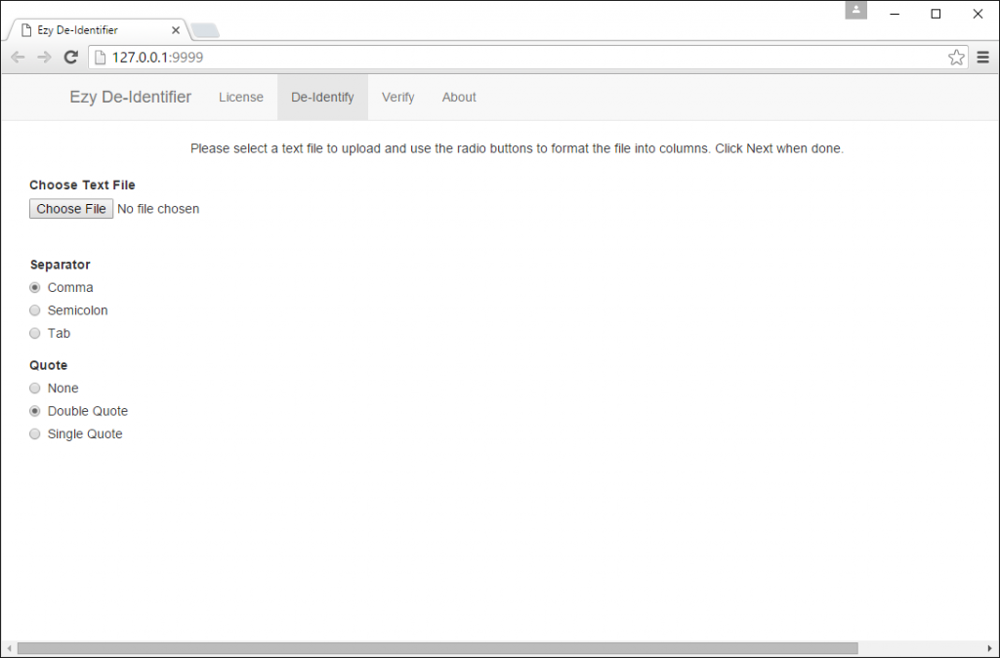 Ezy De-Identifier
127.0.0.1:9999
Ezy De-Identifier License De-Identify Verify About
Please select a text file to upload and use the radio buttons to format the file into columns. Click Next when done.
Choose Text File
Choose File No file chosen
Separator
Comma
Semicolon
Tab
Quote
None
Double Quote
Single Quote